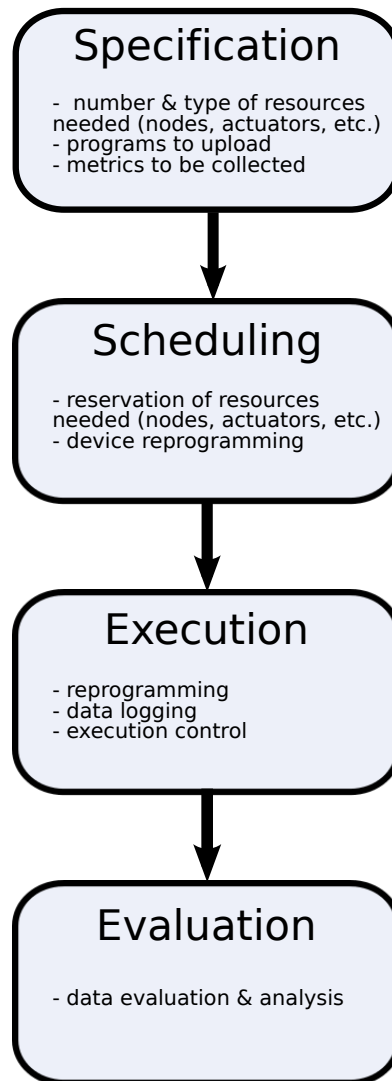 Specification
- number & type of resources
needed (nodes, actuators, etc.)
- programs to upload
- metrics to be collected
Scheduling
- reservation of resources
needed (nodes, actuators, etc.)
- device reprogramming
Execution
- reprogramming
- data logging
- execution control
Evaluation
- data evaluation & analysis